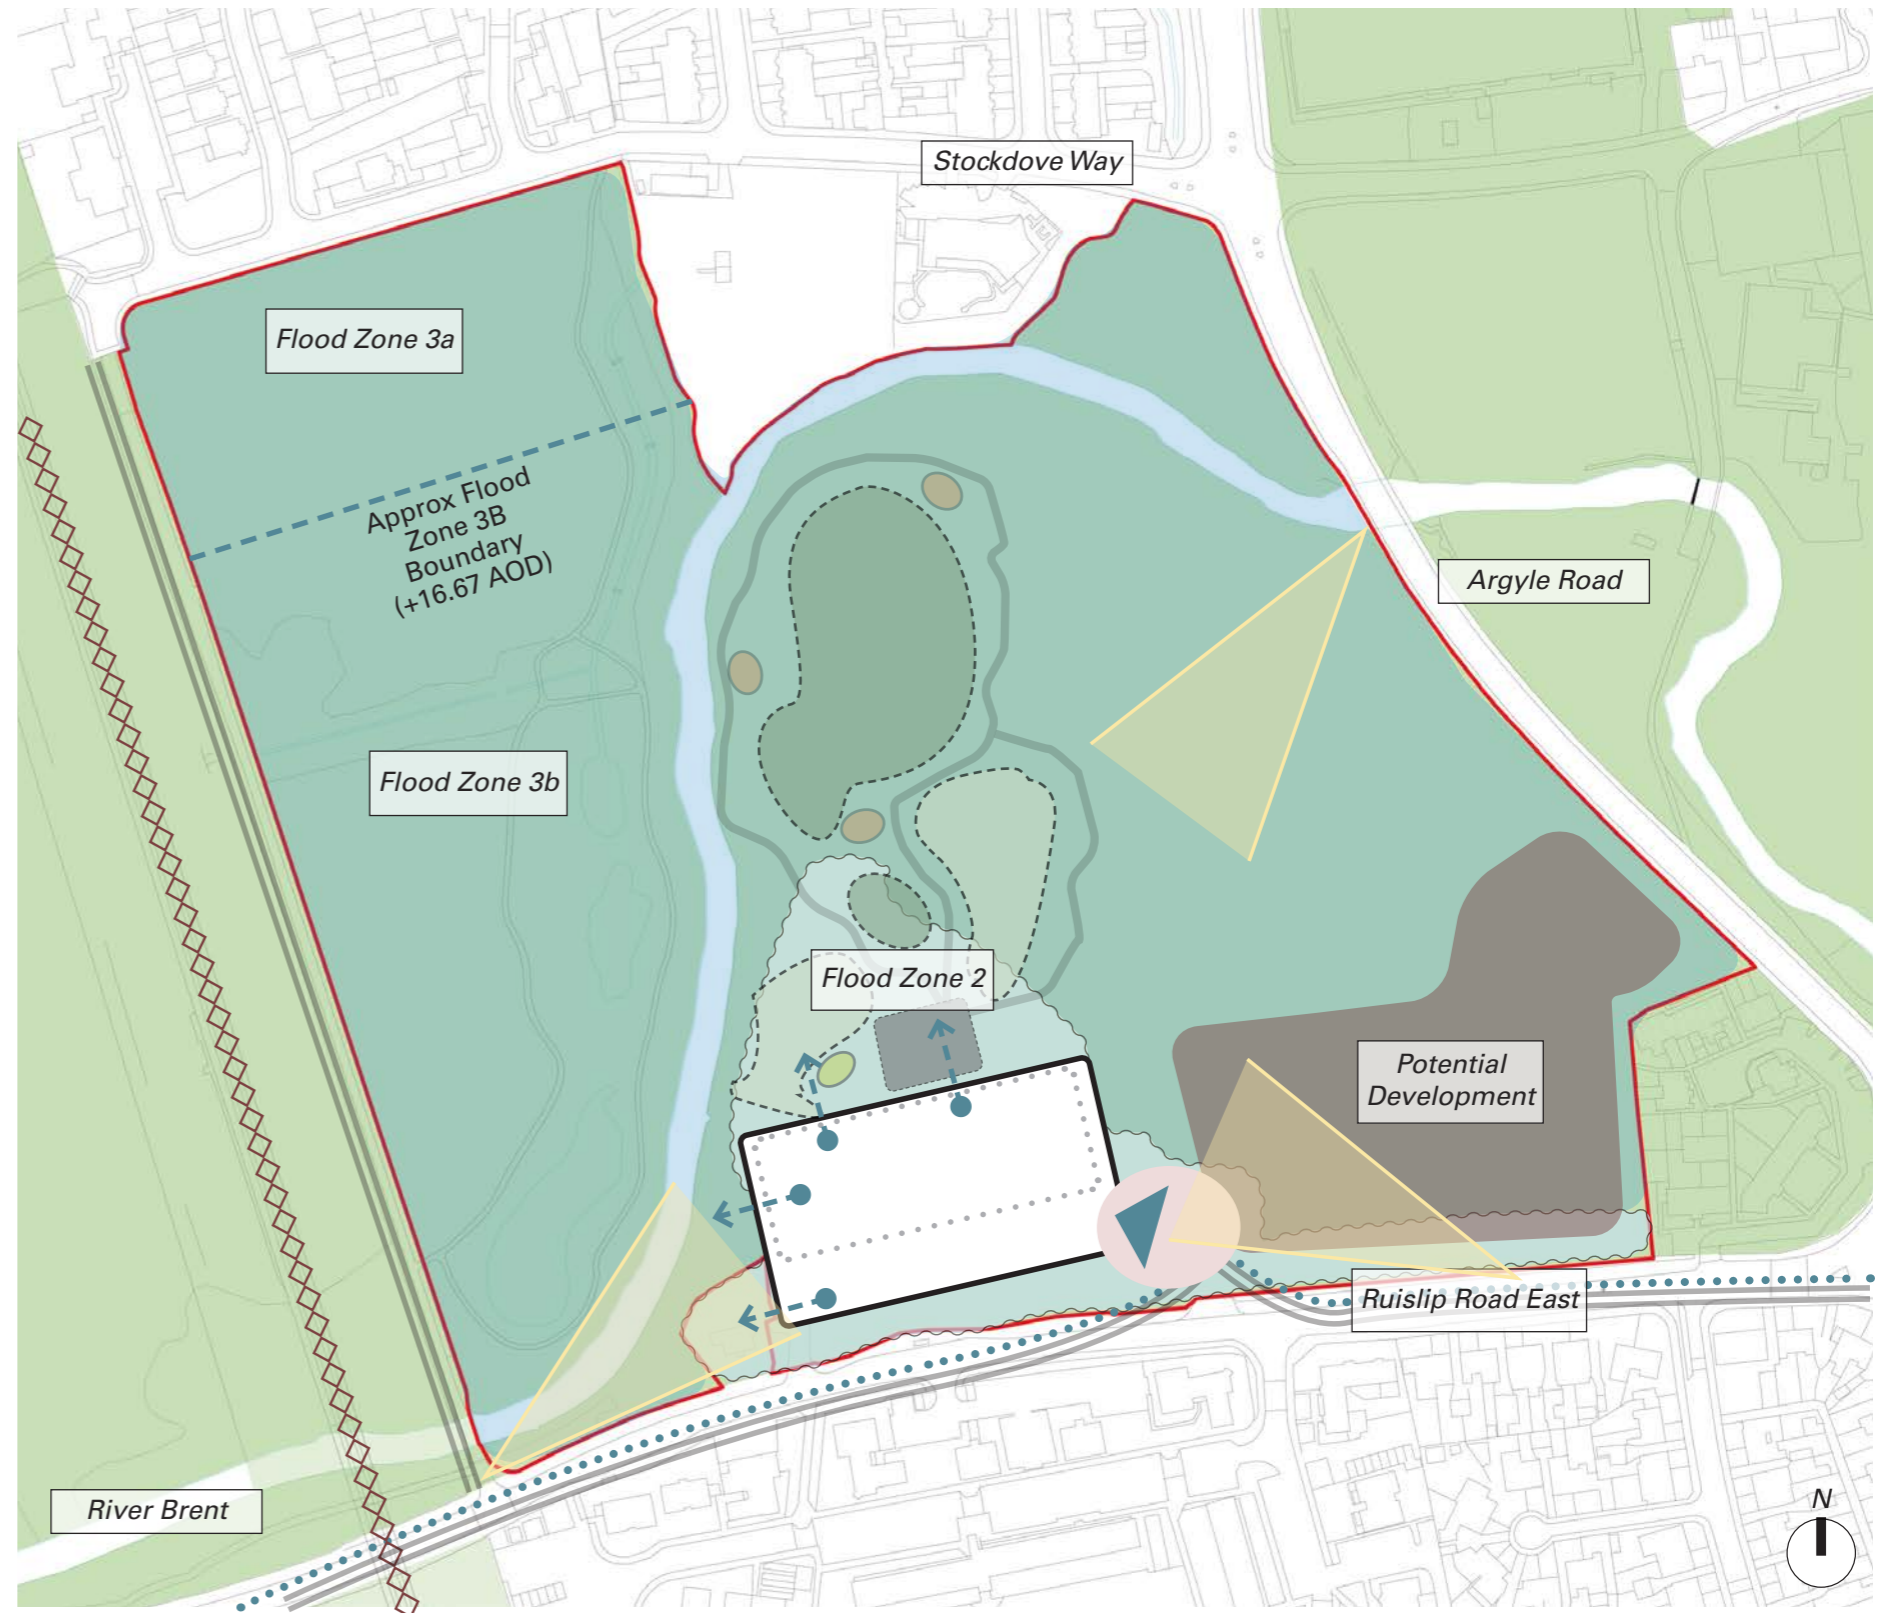 Stockdove Way
Flood Zone 3a
Approx Flood
Zone 3B
Boundary
(+16.67 AOD)
Argyle Road
Flood Zone 3b
Flood Zone 2
Potential
Development
Ruislip Road East
River Brent
N